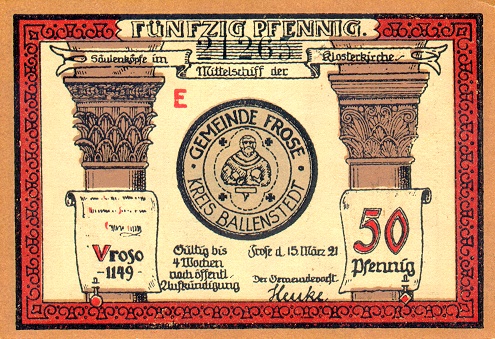 FÜNFZIG PFENNIG.
21265
Säulenköpfe im Mittelschiff der Klosterkirche
E
GEMEINDE FROSE
KREIS BALLENSTEDT
Vroso
-1149-
50
Pfennig
Gültig bis
4 Wochen
nach öffentl.
Aufkündigung
Frose d. 15. März 21
Der Gemeindevorst.
Henke